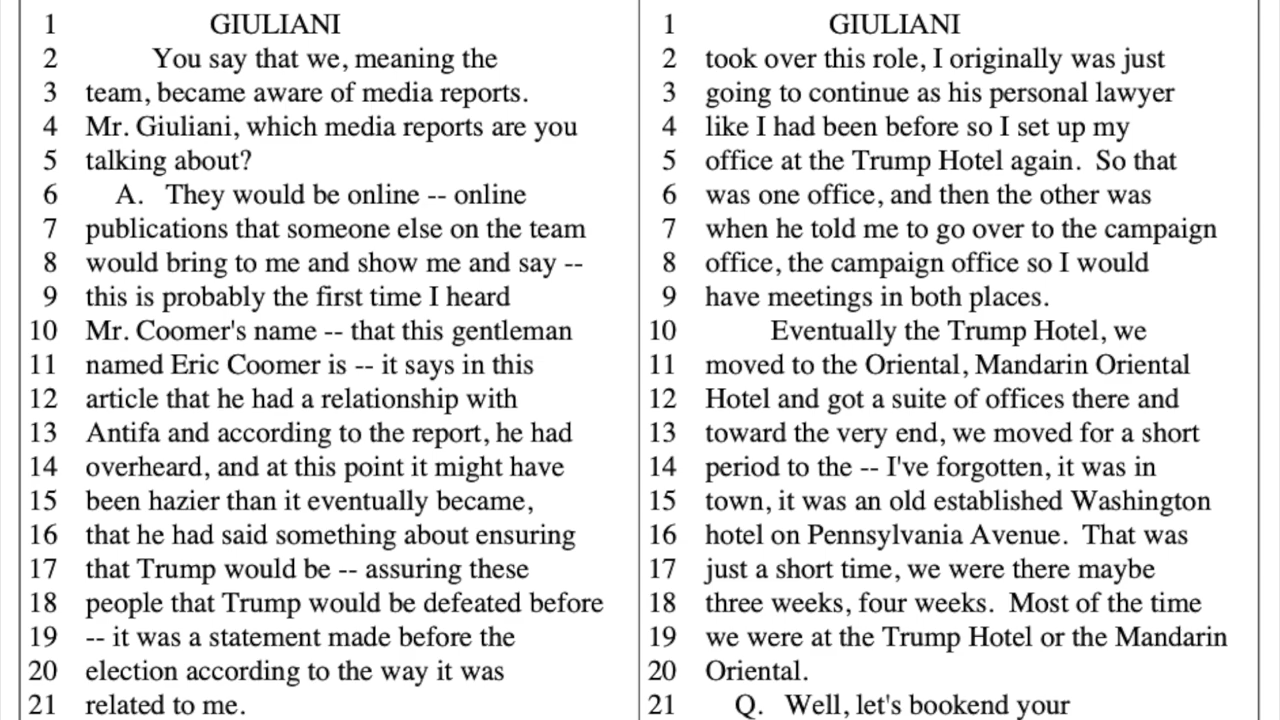 1 GIULIANI
2 You say that we, meaning the
3 team, became aware of media reports.
4 Mr. Giuliani, which media reports are you
5 talking about?
6 A. They would be online -- online
7 publications that someone else on the team
8 would bring to me and show me and say --
9 this is probably the first time I heard
10 Mr. Coomer's name -- that this gentleman
11 named Eric Coomer is -- it says in this
12 article that he had a relationship with
13 Antifa and according to the report, he had
14 overheard, and at this point it might have
15 been hazier than it eventually became,
16 that he had said something about ensuring
17 that Trump would be -- assuring these
18 people that Trump would be defeated before
19 -- it was a statement made before the
20 election according to the way it was
21 related to me.
1 GIULIANI
2 took over this role, I originally was just
3 going to continue as his personal lawyer
4 like I had been before so I set up my
5 office at the Trump Hotel again. So that
6 was one office, and then the other was
7 when he told me to go over to the campaign
8 office, the campaign office so I would
9 have meetings in both places.
10 Eventually the Trump Hotel, we
11 moved to the Oriental, Mandarin Oriental
12 Hotel and got a suite of offices there and
13 toward the very end, we moved for a short
14 period to the -- I've forgotten, it was in
15 town, it was an old established Washington
16 hotel on Pennsylvania Avenue. That was
17 just a short time, we were there maybe
18 three weeks, four weeks. Most of the time
19 we were at the Trump Hotel or the Mandarin
20 Oriental.
21 Q. Well, let's bookend your